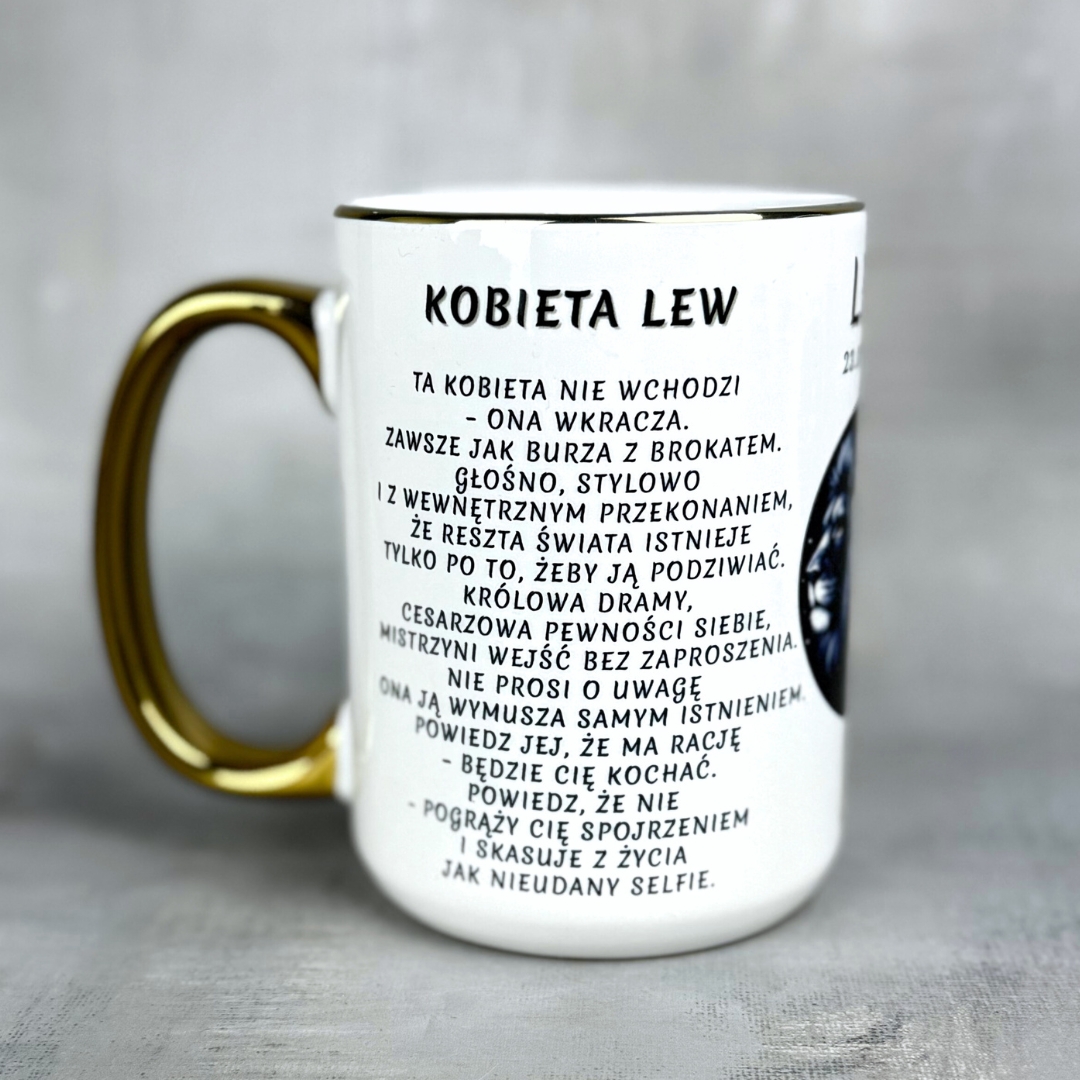 KOBIETA LEW
TA KOBIETA NIE WCHODZI
- ONA WKRACZA.
ZAWSZE JAK BURZA Z BROKATEM.
GŁOŚNO, STYLOWO
I Z WEWNĘTRZNYM PRZEKONANIEM,
ŻE RESZTA ŚWIATA ISTNIEJE
TYLKO PO TO, ŻEBY JĄ PODZIWIAĆ.
KRÓLOWA DRAMY,
CESARZOWA PEWNOŚCI SIEBIE,
MISTRZYNI WEJŚĆ BEZ ZAPROSZENIA.
NIE PROSI O UWAGĘ
ONA JĄ WYMUSZA SAMYM ISTNIENIEM.
POWIEDZ JEJ, ŻE MA RACJĘ
- BĘDZIE CIĘ KOCHAĆ.
POWIEDZ, ŻE NIE
- POGRĄŻY CIĘ SPOJRZENIEM
I SKASUJE Z ŻYCIA
JAK NIEUDANY SELFIE.